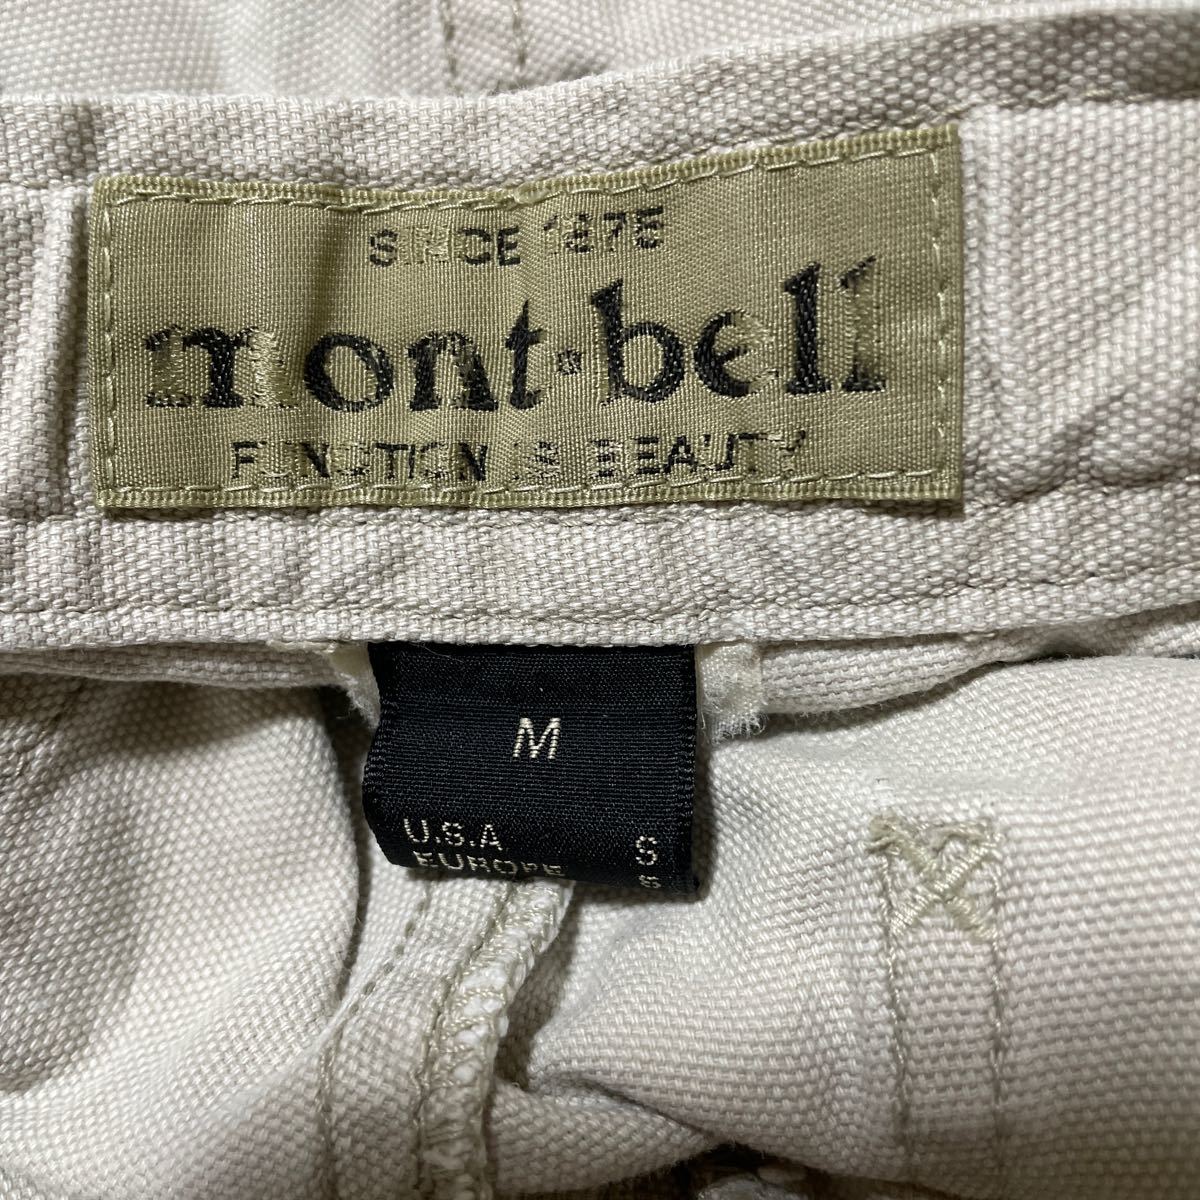 SINCE 1975
mont·bell
FUNCTION IS BEAUTY
M
U.S.A S
EUROPE S